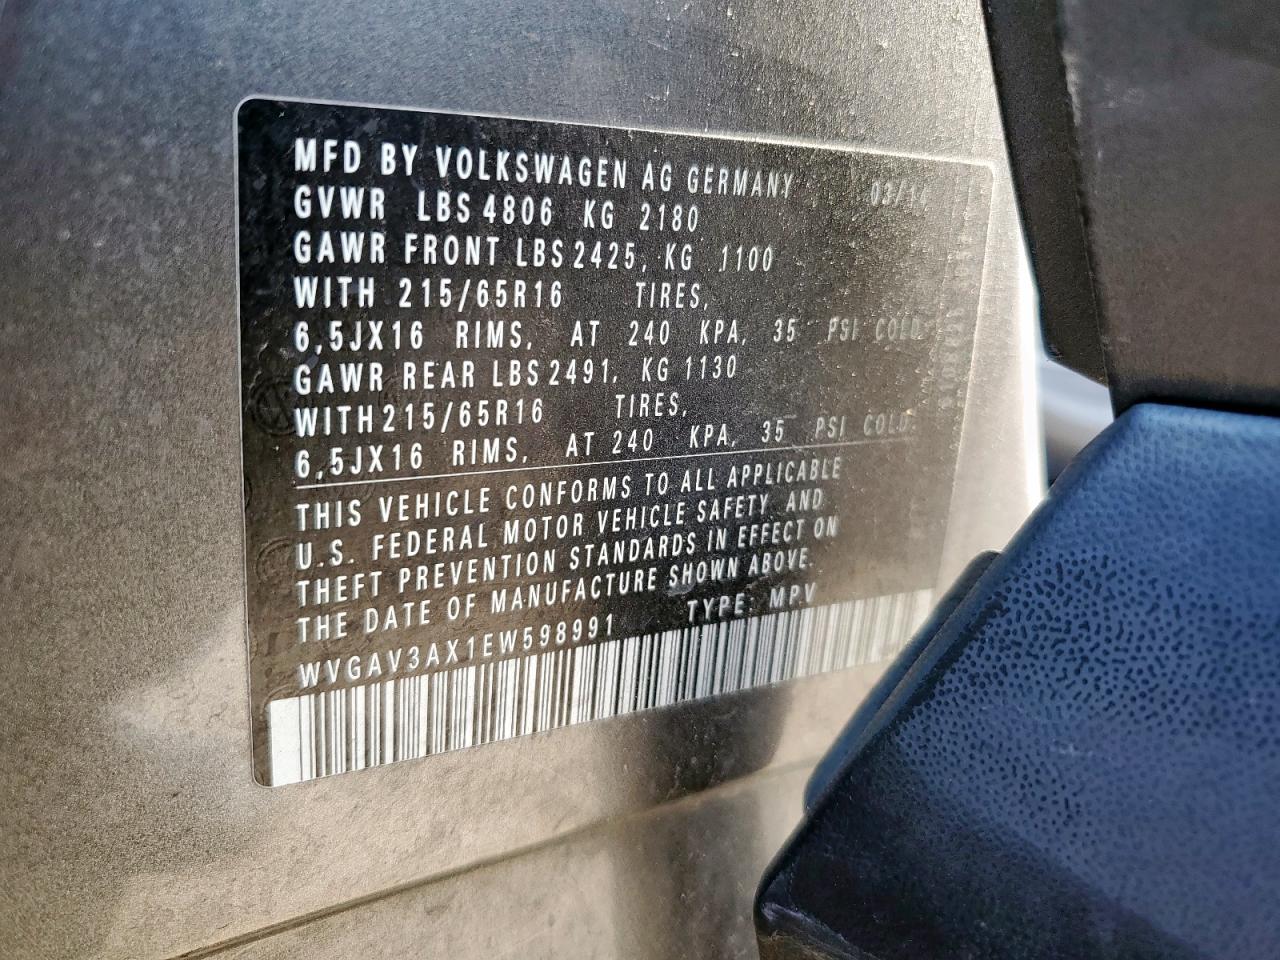 MFD BY VOLKSWAGEN AG GERMANY 03/14
GVWR LBS 4806 KG 2180
GAWR FRONT LBS 2425, KG 1100
WITH 215/65R16 TIRES,
6,5JX16 RIMS, AT 240 KPA, 35 PSI COLD.
GAWR REAR LBS 2491, KG 1130
WITH 215/65R16 TIRES,
6,5JX16 RIMS, AT 240 KPA, 35 PSI COLD.
THIS VEHICLE CONFORMS TO ALL APPLICABLE
U.S. FEDERAL MOTOR VEHICLE SAFETY AND
THEFT PREVENTION STANDARDS IN EFFECT ON
THE DATE OF MANUFACTURE SHOWN ABOVE.
WVGAV3AX1EW598991 TYPE: MPV